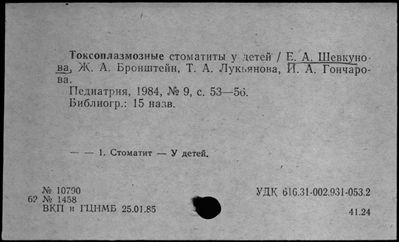 Токсоплазмозные стоматиты у детей / Е. А. Шевкуно-
ва, Ж. А. Бронштейн, Т. А. Лукьянова, И. А. Гончаро-
ва.
Педиатрия, 1984, № 9, с. 53—56.
Библиогр.: 15 назв.
— — 1. Стоматит — У детей.
№ 10790
62 № 1458
ВКП и ГЦНМБ 25.01.85
УДК 616.31-002.931-053.2
41.24